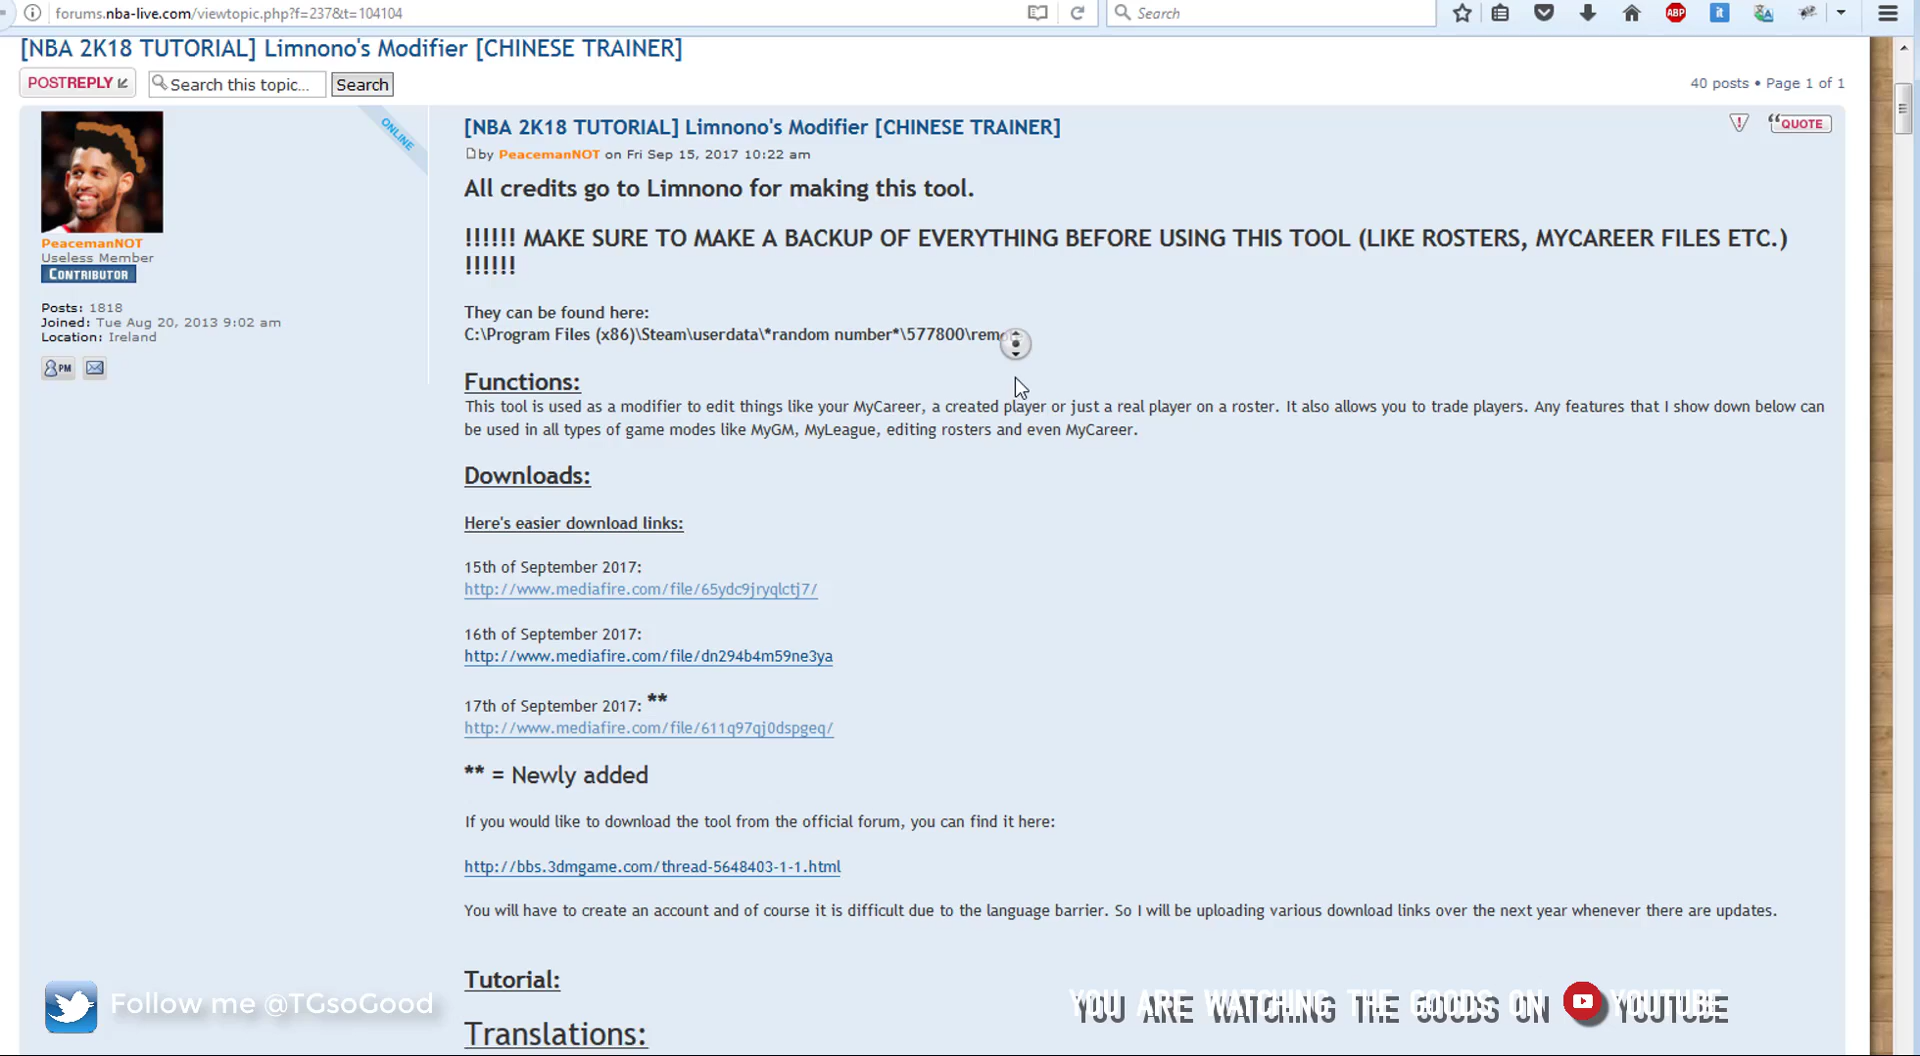 forums.nba-live.com/viewtopic.php?f=237&t=104104
Search
ABP
[NBA 2K18 TUTORIAL] Limnono's Modifier [CHINESE TRAINER]
POSTREPLY
Search this topic...
Search
40 posts • Page 1 of 1
ONLINE
PeacemanNOT
Useless Member
CONTRIBUTOR
Posts: 1818
Joined: Tue Aug 20, 2013 9:02 am
Location: Ireland
PM
[NBA 2K18 TUTORIAL] Limnono's Modifier [CHINESE TRAINER]
QUOTE
by PeacemanNOT on Fri Sep 15, 2017 10:22 am
All credits go to Limnono for making this tool.
!!!!!! MAKE SURE TO MAKE A BACKUP OF EVERYTHING BEFORE USING THIS TOOL (LIKE ROSTERS, MYCAREER FILES ETC.)
!!!!!!
They can be found here:
C:\Program Files (x86)\Steam\userdata\*random number*\577800\rem
Functions:
This tool is used as a modifier to edit things like your MyCareer, a created player or just a real player on a roster. It also allows you to trade players. Any features that I show down below can
be used in all types of game modes like MyGM, MyLeague, editing rosters and even MyCareer.
Downloads:
Here's easier download links:
15th of September 2017:
http://www.mediafire.com/file/65ydc9jryqlctj7/
16th of September 2017:
http://www.mediafire.com/file/dn294b4m59ne3ya
17th of September 2017: **
http://www.mediafire.com/file/611q97qj0dspgeq/
** = Newly added
If you would like to download the tool from the official forum, you can find it here:
http://bbs.3dmgame.com/thread-5648403-1-1.html
You will have to create an account and of course it is difficult due to the language barrier. So I will be uploading various download links over the next year whenever there are updates.
Tutorial:
Translations:
Follow me @TGsoGood
YOU ARE WATCHING THE GOODS ON YOUTUBE